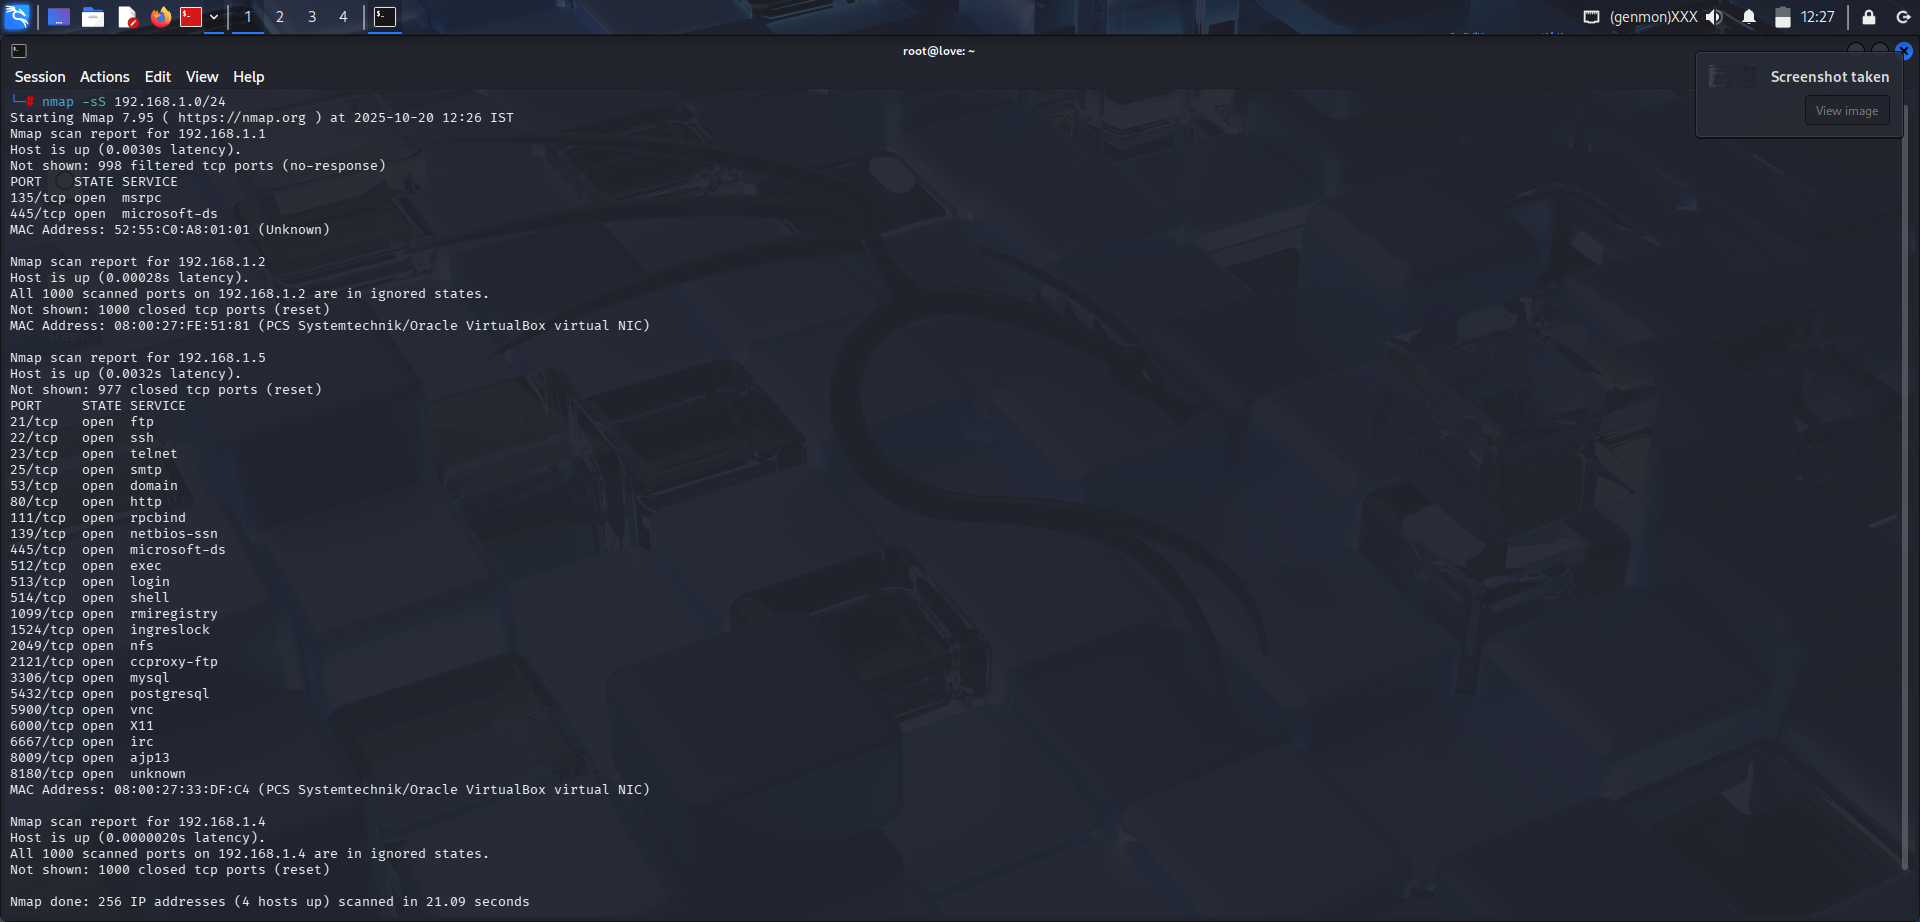 1 2 3 4
(genmon)XXX
12:27
root@love: ~
Session Actions Edit View Help
Screenshot taken
View image
└─# nmap -sS 192.168.1.0/24
Starting Nmap 7.95 ( https://nmap.org ) at 2025-10-20 12:26 IST
Nmap scan report for 192.168.1.1
Host is up (0.0030s latency).
Not shown: 998 filtered tcp ports (no-response)
PORT    STATE SERVICE
135/tcp open  msrpc
445/tcp open  microsoft-ds
MAC Address: 52:55:C0:A8:01:01 (Unknown)

Nmap scan report for 192.168.1.2
Host is up (0.00028s latency).
All 1000 scanned ports on 192.168.1.2 are in ignored states.
Not shown: 1000 closed tcp ports (reset)
MAC Address: 08:00:27:FE:51:81 (PCS Systemtechnik/Oracle VirtualBox virtual NIC)

Nmap scan report for 192.168.1.5
Host is up (0.0032s latency).
Not shown: 977 closed tcp ports (reset)
PORT     STATE SERVICE
21/tcp   open  ftp
22/tcp   open  ssh
23/tcp   open  telnet
25/tcp   open  smtp
53/tcp   open  domain
80/tcp   open  http
111/tcp  open  rpcbind
139/tcp  open  netbios-ssn
445/tcp  open  microsoft-ds
512/tcp  open  exec
513/tcp  open  login
514/tcp  open  shell
1099/tcp open  rmiregistry
1524/tcp open  ingreslock
2049/tcp open  nfs
2121/tcp open  ccproxy-ftp
3306/tcp open  mysql
5432/tcp open  postgresql
5900/tcp open  vnc
6000/tcp open  X11
6667/tcp open  irc
8009/tcp open  ajp13
8180/tcp open  unknown
MAC Address: 08:00:27:33:DF:C4 (PCS Systemtechnik/Oracle VirtualBox virtual NIC)

Nmap scan report for 192.168.1.4
Host is up (0.0000020s latency).
All 1000 scanned ports on 192.168.1.4 are in ignored states.
Not shown: 1000 closed tcp ports (reset)

Nmap done: 256 IP addresses (4 hosts up) scanned in 21.09 seconds